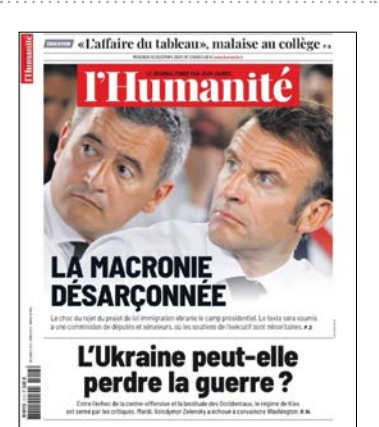 ÉDUCATION «L'affaire du tableau», malaise au collège P.6
LE JOURNAL FONDÉ PAR JEAN JAURÈS
l'Humanité
l'Humanité
LA MACRONIE
DÉSARÇONNÉE
Le choc du rejet du projet de loi immigration ébranle le camp présidentiel. Le texte sera soumis
à une commission de députés et sénateurs, où les soutiens de l'exécutif sont minoritaires. P.2
L'Ukraine peut-elle
perdre la guerre ?
Entre l'échec de la contre-offensive et la lassitude des Occidentaux, le régime de Kiev
est cerné par les critiques. Mardi, Volodymyr Zelensky a échoué à convaincre Washington. P.14